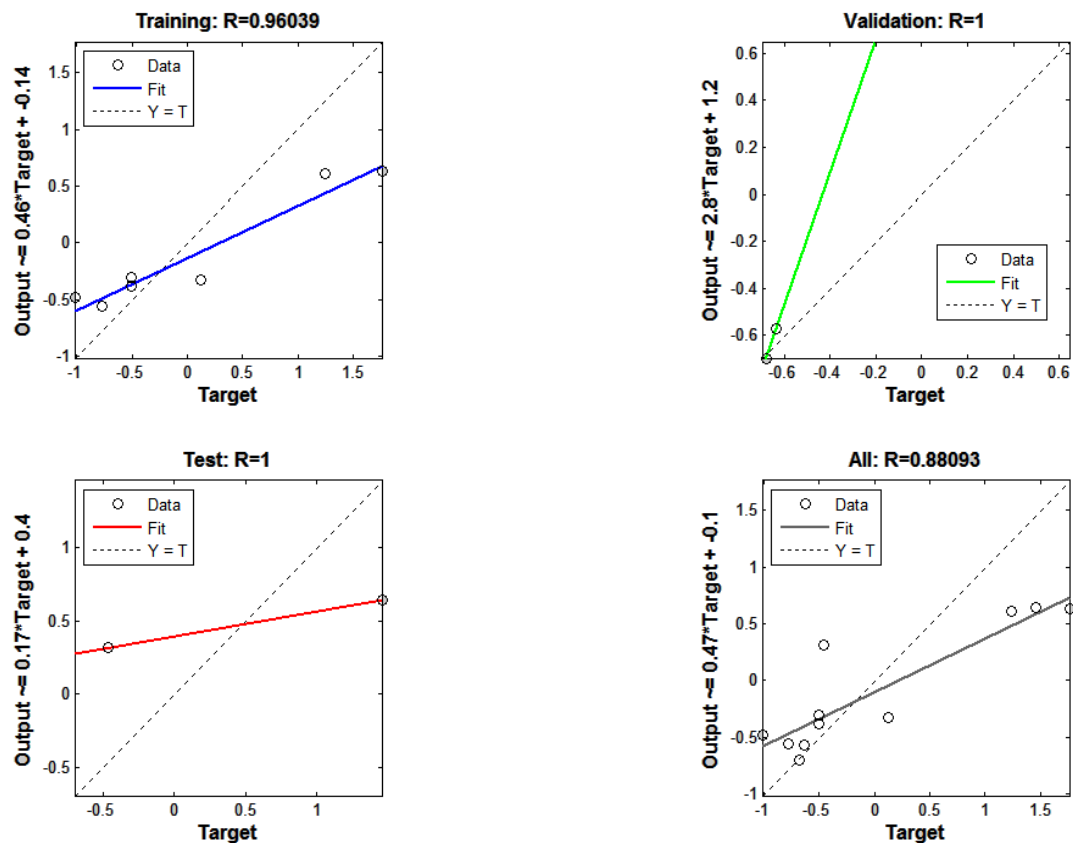 Training: R=0.96039
Output ~= 0.46*Target + -0.14
1.5
1
0.5
0
-0.5
-1
Data
Fit
Y = T
-1 -0.5 0 0.5 1 1.5
Target
Validation: R=1
Output ~= 2.8*Target + 1.2
0.6
0.4
0.2
0
-0.2
-0.4
-0.6
Data
Fit
Y = T
-0.6 -0.4 -0.2 0 0.2 0.4 0.6
Target
Test: R=1
Output ~= 0.17*Target + 0.4
1
0.5
0
-0.5
Data
Fit
Y = T
-0.5 0 0.5 1
Target
All: R=0.88093
Output ~= 0.47*Target + -0.1
1.5
1
0.5
0
-0.5
-1
Data
Fit
Y = T
-1 -0.5 0 0.5 1 1.5
Target